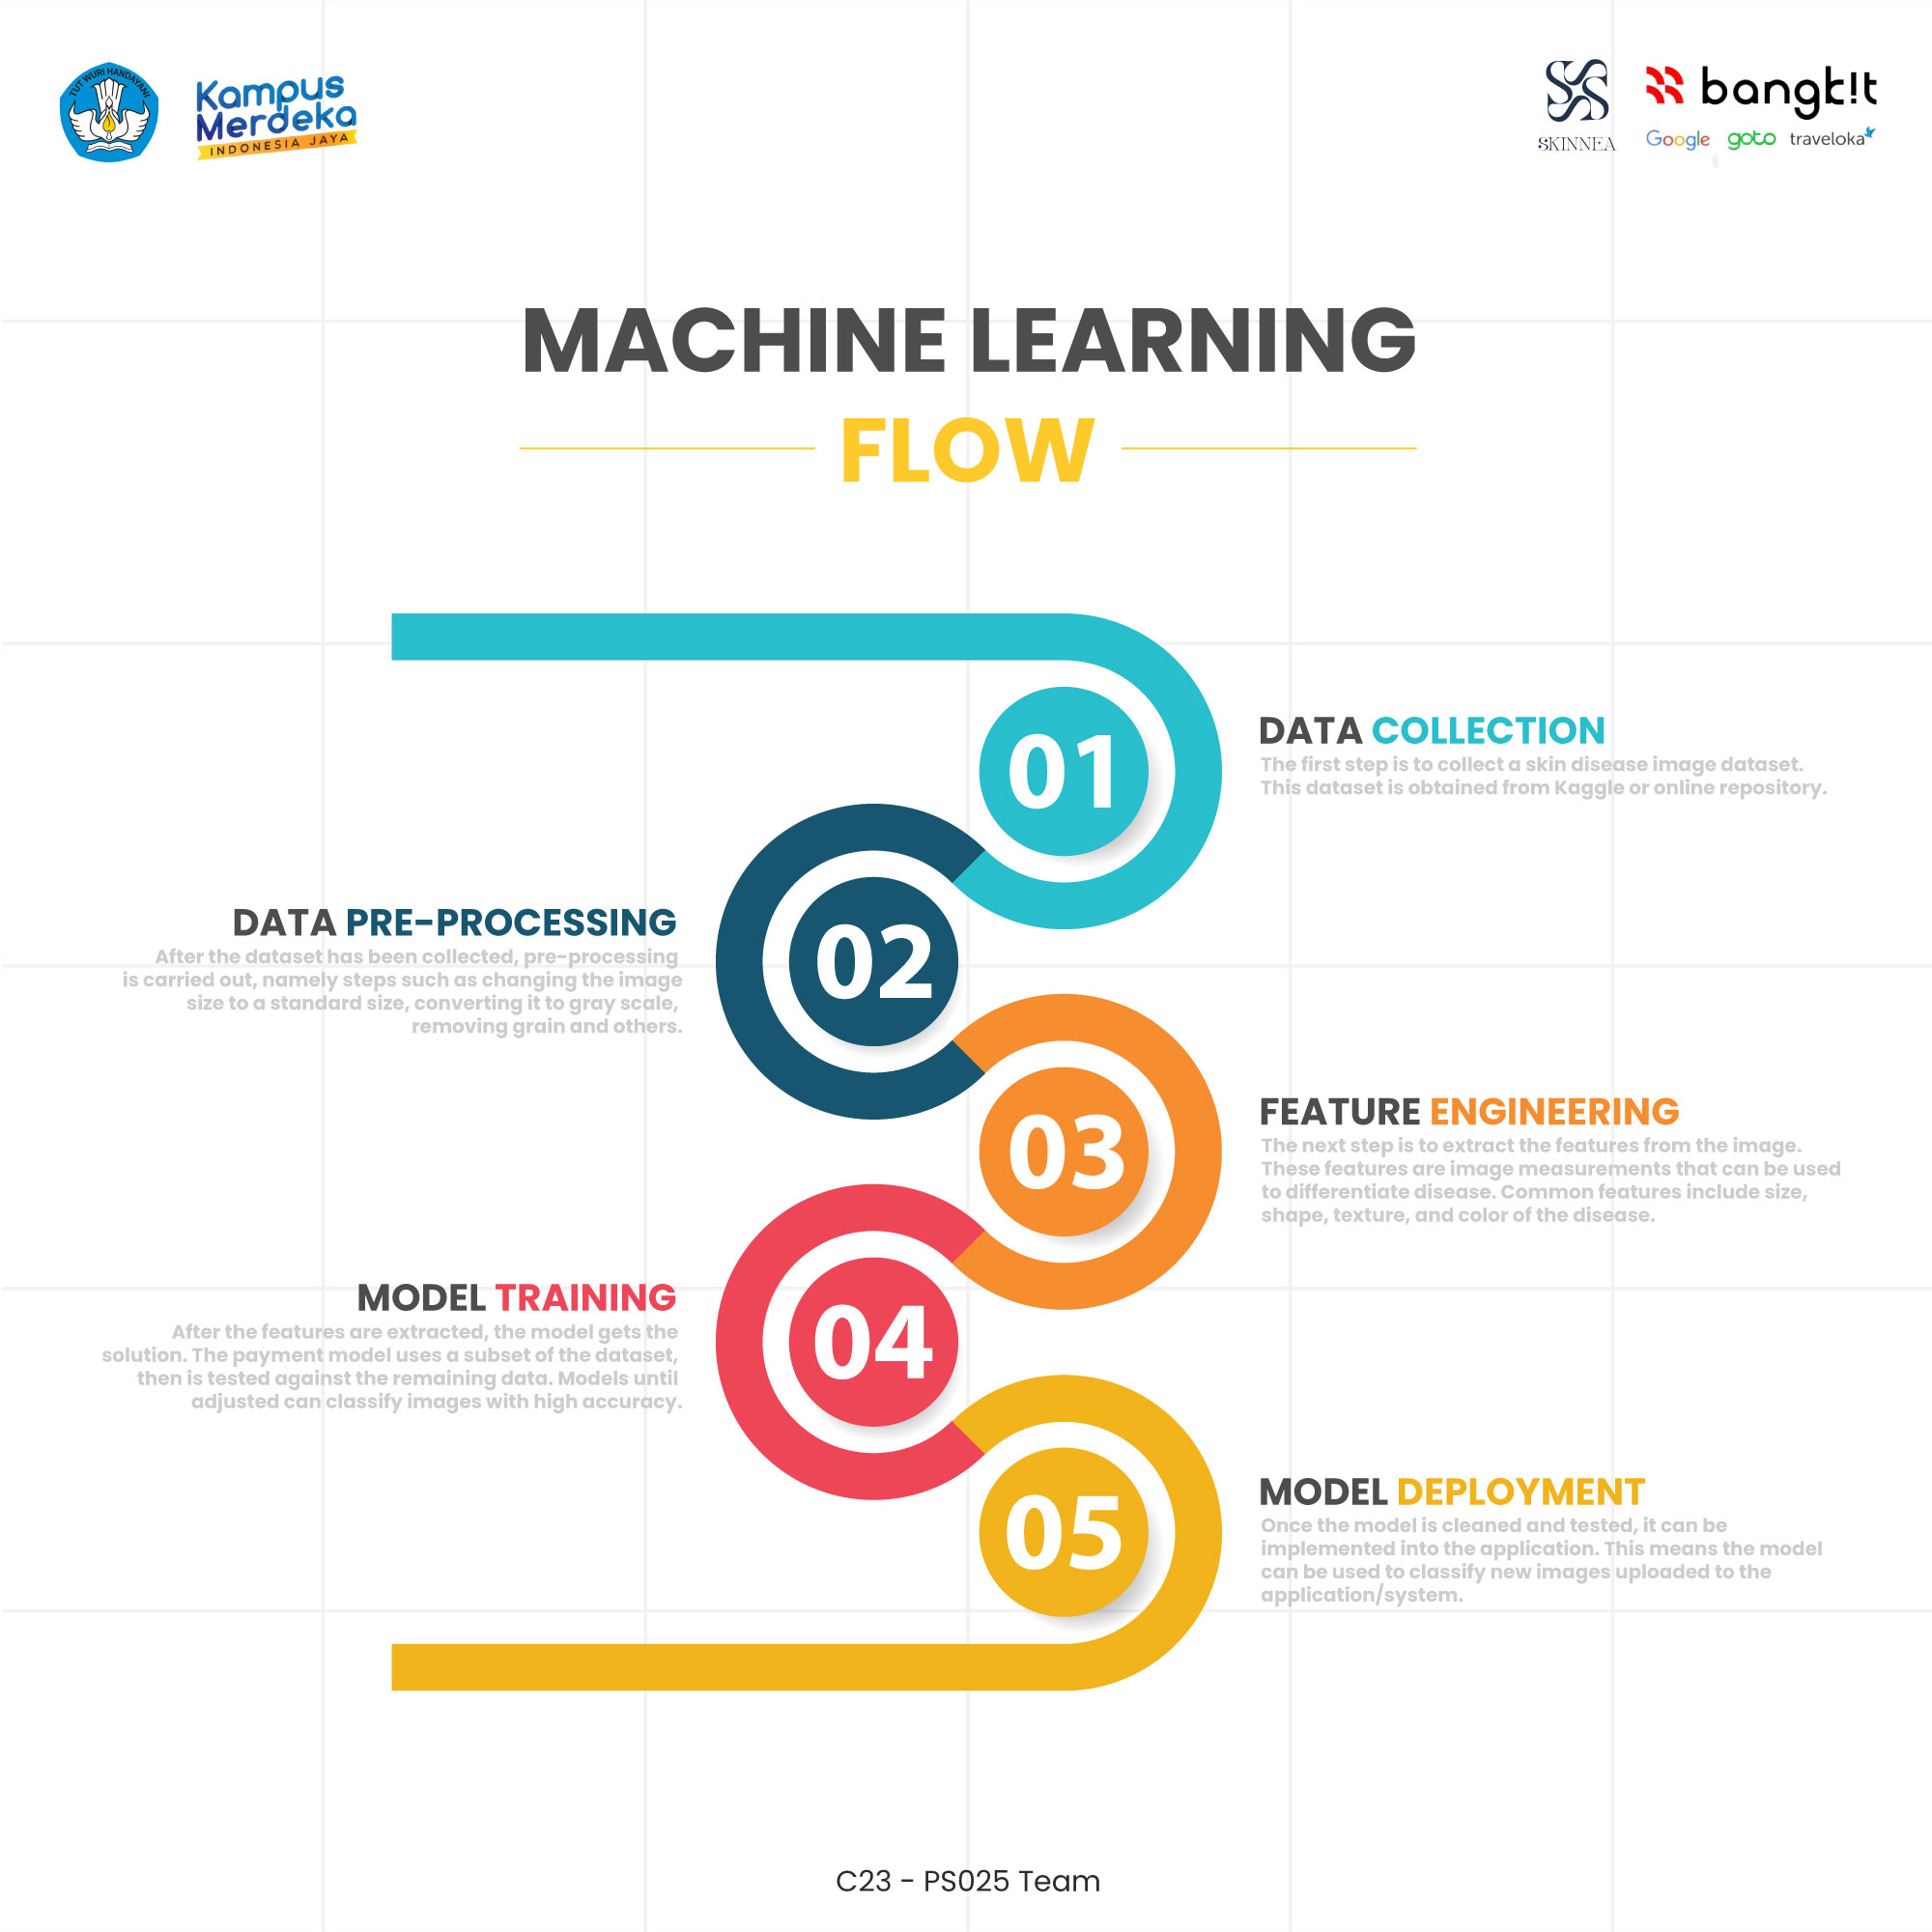 TUT WURI HANDAYANI
Kampus
Merdeka
INDONESIA JAYA
SKINNEA
bangk!t
Google goto traveloka
MACHINE LEARNING
FLOW
01
DATA COLLECTION
The first step is to collect a skin disease image dataset.
This dataset is obtained from Kaggle or online repository.
02
DATA PRE-PROCESSING
After the dataset has been collected, pre-processing
is carried out, namely steps such as changing the image
size to a standard size, converting it to gray scale,
removing grain and others.
03
FEATURE ENGINEERING
The next step is to extract the features from the image.
These features are image measurements that can be used
to differentiate disease. Common features include size,
shape, texture, and color of the disease.
04
MODEL TRAINING
After the features are extracted, the model gets the
solution. The payment model uses a subset of the dataset,
then is tested against the remaining data. Models until
adjusted can classify images with high accuracy.
05
MODEL DEPLOYMENT
Once the model is cleaned and tested, it can be
implemented into the application. This means the model
can be used to classify new images uploaded to the
application/system.
C23 - PS025 Team